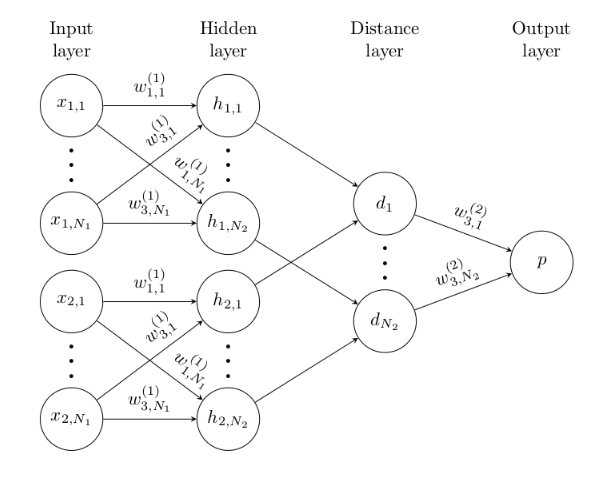 Input layer
Hidden layer
Distance layer
Output layer
x_{1,1}
w_{1,1}^{(1)}
h_{1,1}
w_{3,1}^{(1)}
w_{1,N_1}^{(1)}
x_{1,N_1}
w_{3,N_1}^{(1)}
h_{1,N_2}
d_1
w_{3,1}^{(2)}
p
w_{3,N_2}^{(2)}
d_{N_2}
x_{2,1}
w_{1,1}^{(1)}
h_{2,1}
w_{3,1}^{(1)}
w_{1,N_1}^{(1)}
x_{2,N_1}
w_{3,N_1}^{(1)}
h_{2,N_2}